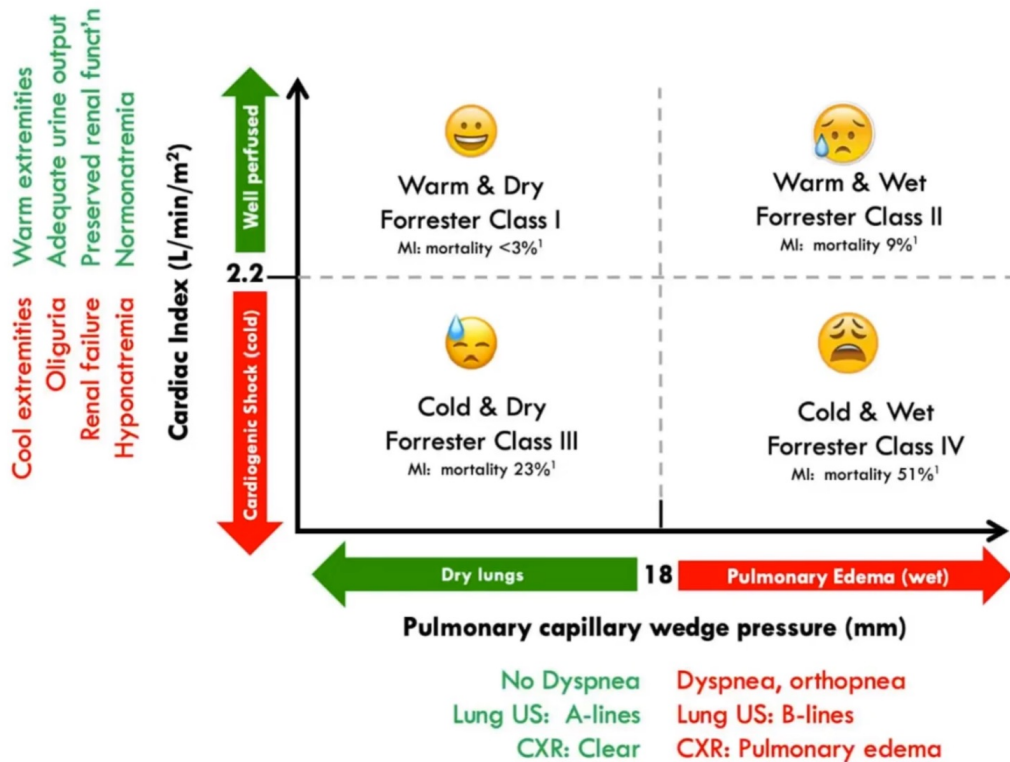 Warm extremities
Adequate urine output
Preserved renal funct'n
Normonatremia
Cool extremities
Oliguria
Renal failure
Hyponatremia
Cardiac Index (L/min/m²)
Well perfused
2.2
Cardiogenic Shock (cold)
Warm & Dry
Forrester Class I
MI: mortality <3%¹
Warm & Wet
Forrester Class II
MI: mortality 9%¹
Cold & Dry
Forrester Class III
MI: mortality 23%¹
Cold & Wet
Forrester Class IV
MI: mortality 51%¹
Dry lungs
18
Pulmonary Edema (wet)
Pulmonary capillary wedge pressure (mm)
No Dyspnea
Lung US: A-lines
CXR: Clear
Dyspnea, orthopnea
Lung US: B-lines
CXR: Pulmonary edema